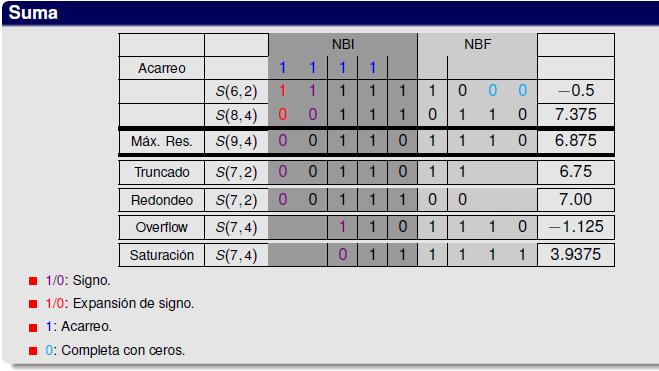 Suma
NBI NBF
Acarreo 1 1 1 1
S(6,2) 1 1 1 1 1 1 0 0 0 −0.5
S(8,4) 0 0 1 1 1 0 1 1 0 7.375
Máx. Res. S(9,4) 0 0 1 1 0 1 1 1 0 6.875
Truncado S(7,2) 0 0 1 1 0 1 1 6.75
Redondeo S(7,2) 0 0 1 1 1 0 0 7.00
Overflow S(7,4) 1 1 0 1 1 1 0 −1.125
Saturación S(7,4) 0 1 1 1 1 1 1 3.9375
1/0: Signo.
1/0: Expansión de signo.
1: Acarreo.
0: Completa con ceros.